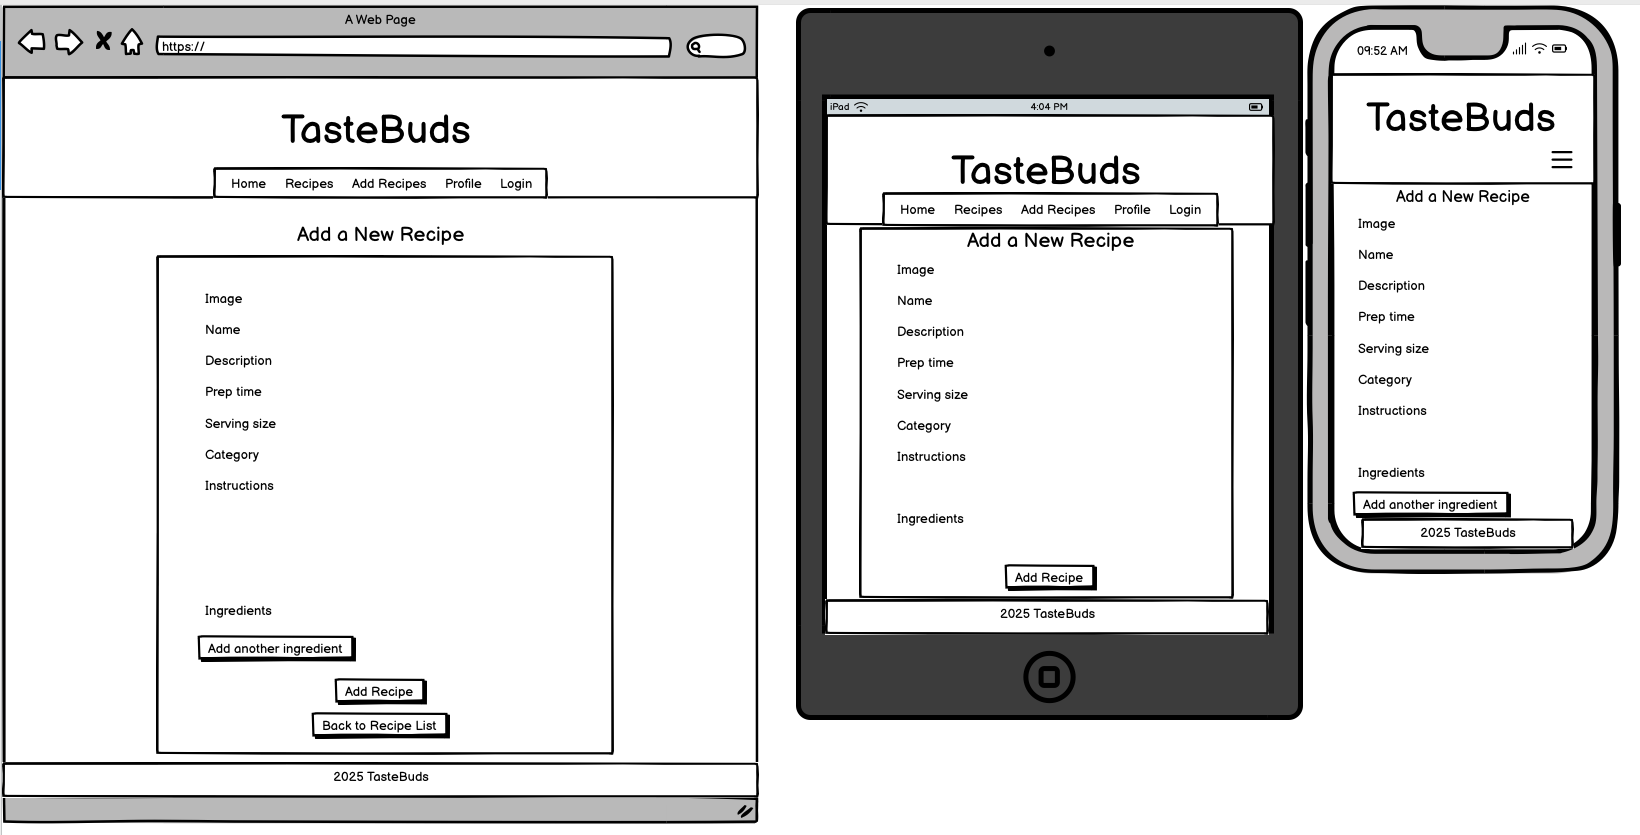 A Web Page
https://
TasteBuds
Home Recipes Add Recipes Profile Login
Add a New Recipe
Image
Name
Description
Prep time
Serving size
Category
Instructions
Ingredients
Add another ingredient
Add Recipe
Back to Recipe List
2025 TasteBuds
iPad 4:04 PM
TasteBuds
Home Recipes Add Recipes Profile Login
Add a New Recipe
Image
Name
Description
Prep time
Serving size
Category
Instructions
Ingredients
Add Recipe
2025 TasteBuds
09:52 AM
TasteBuds
Add a New Recipe
Image
Name
Description
Prep time
Serving size
Category
Instructions
Ingredients
Add another ingredient
2025 TasteBuds